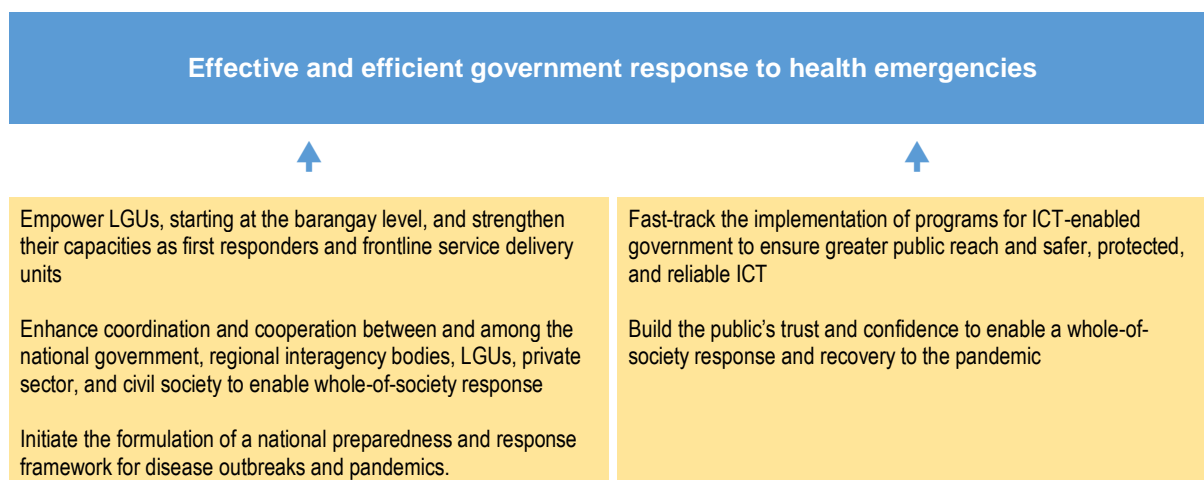 Effective and efficient government response to health emergencies
Empower LGUs, starting at the barangay level, and strengthen
their capacities as first responders and frontline service delivery
units
Enhance coordination and cooperation between and among the
national government, regional interagency bodies, LGUs, private
sector, and civil society to enable whole-of-society response
Initiate the formulation of a national preparedness and response
framework for disease outbreaks and pandemics.
Fast-track the implementation of programs for ICT-enabled
government to ensure greater public reach and safer, protected,
and reliable ICT
Build the public’s trust and confidence to enable a whole-of-
society response and recovery to the pandemic